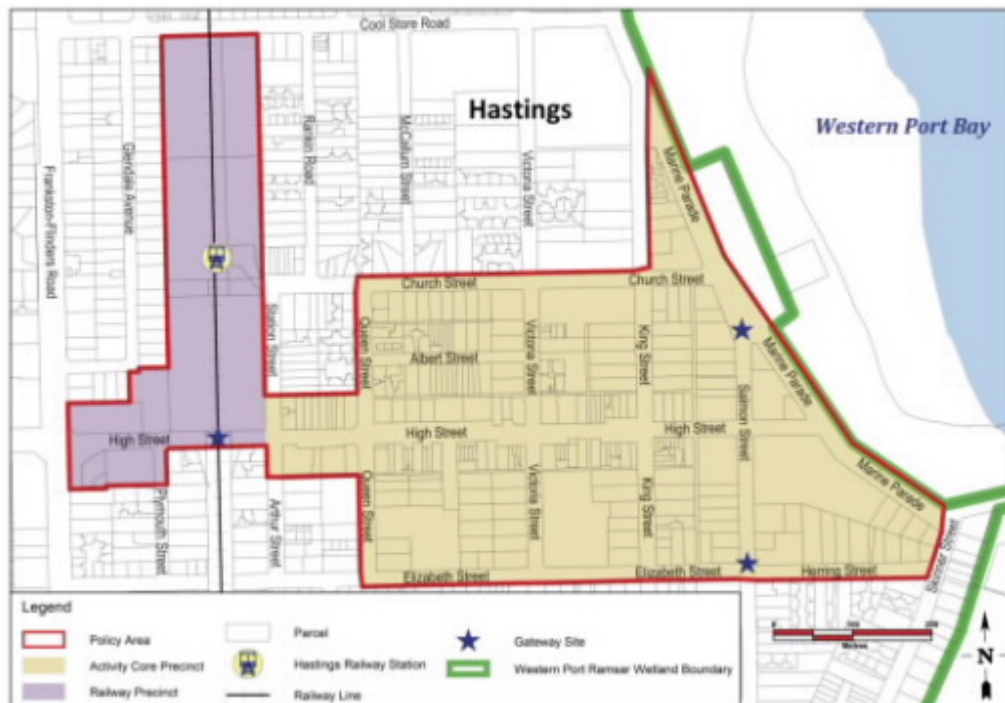 Cool Store Road
Hastings
Western Port Bay
Frankston-Flinders Road
Glendale Avenue
Rankin Road
McCallum Street
Victoria Street
Marine Parade
Church Street
Church Street
Station Street
Queen Street
Albert Street
Victoria Street
King Street
Salmon Street
Marine Parade
High Street
High Street
High Street
Marine Parade
Plymouth Street
Arthur Street
Queen Street
Victoria Street
King Street
Elizabeth Street
Elizabeth Street
Herring Street
Skinner Street
Legend
Policy Area
Activity Core Precinct
Railway Precinct
Parcel
Hastings Railway Station
Railway Line
Gateway Site
Western Port Ramsar Wetland Boundary
0 100 200
Metres
N